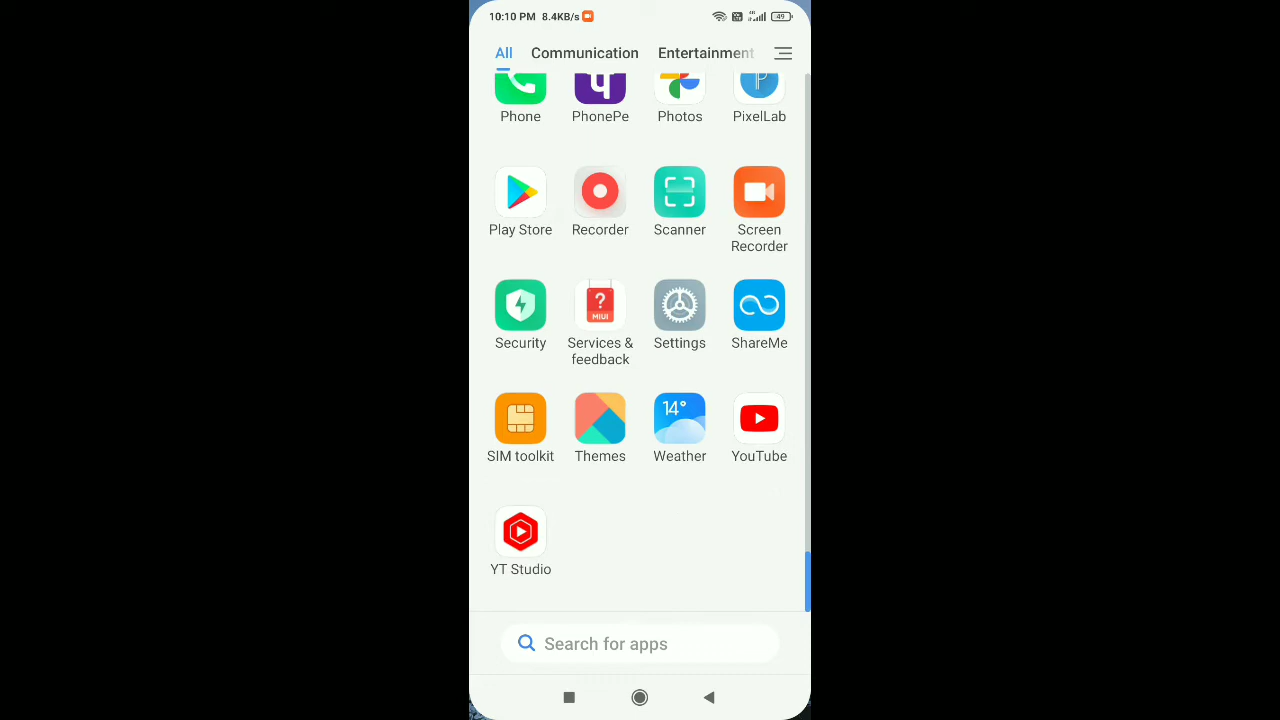 10:10 PM 8.4KB/s 49
All Communication Entertainment
Phone PhonePe Photos PixelLab
Play Store Recorder Scanner Screen
Recorder
?
MIUI
Security Services & Settings ShareMe
feedback
14°
SIM toolkit Themes Weather YouTube
YT Studio
Search for apps